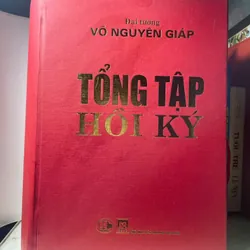 Đại tướng
VÕ NGUYÊN GIÁP
TỔNG TẬP
HỒI KÝ